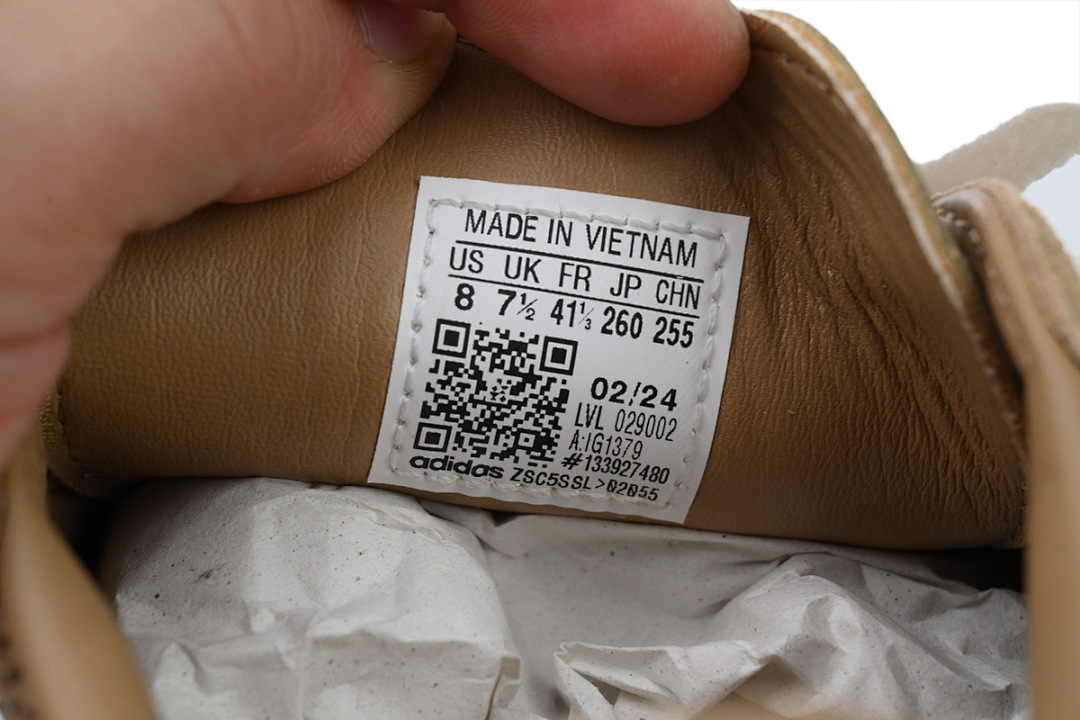 MADE IN VIETNAM
US UK FR JP CHN
8 7½ 41⅓ 260 255
02/24
LVL 029002
A:IG1379
#133927480
adidas ZSC5SSL>02055